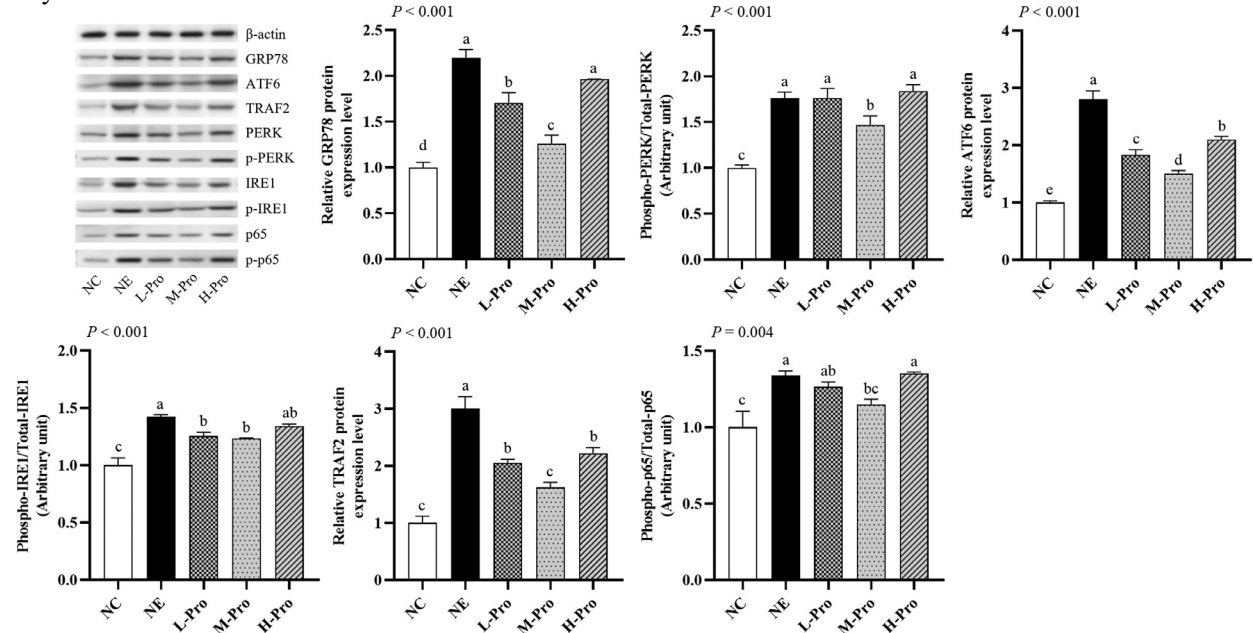 β-actin
GRP78
ATF6
TRAF2
PERK
p-PERK
IRE1
p-IRE1
p65
p-p65
NC NE L-Pro M-Pro H-Pro
P < 0.001
Relative GRP78 protein
expression level
2.5
2.0
1.5
1.0
0.5
0.0
d a b c a
NC NE L-Pro M-Pro H-Pro
P < 0.001
Phospho-PERK/Total-PERK
(Arbitrary unit)
2.5
2.0
1.5
1.0
0.5
0.0
c a a b a
NC NE L-Pro M-Pro H-Pro
P < 0.001
Relative ATF6 protein
expression level
4
3
2
1
0
e a c d b
NC NE L-Pro M-Pro H-Pro
P < 0.001
Phospho-IRE1/Total-IRE1
(Arbitrary unit)
2.0
1.5
1.0
0.5
0.0
c a b b ab
NC NE L-Pro M-Pro H-Pro
P < 0.001
Relative TRAF2 protein
expression level
4
3
2
1
0
c a b c b
NC NE L-Pro M-Pro H-Pro
P = 0.004
Phospho-p65/Total-p65
(Arbitrary unit)
1.5
1.0
0.5
0.0
c a ab bc a
NC NE L-Pro M-Pro H-Pro